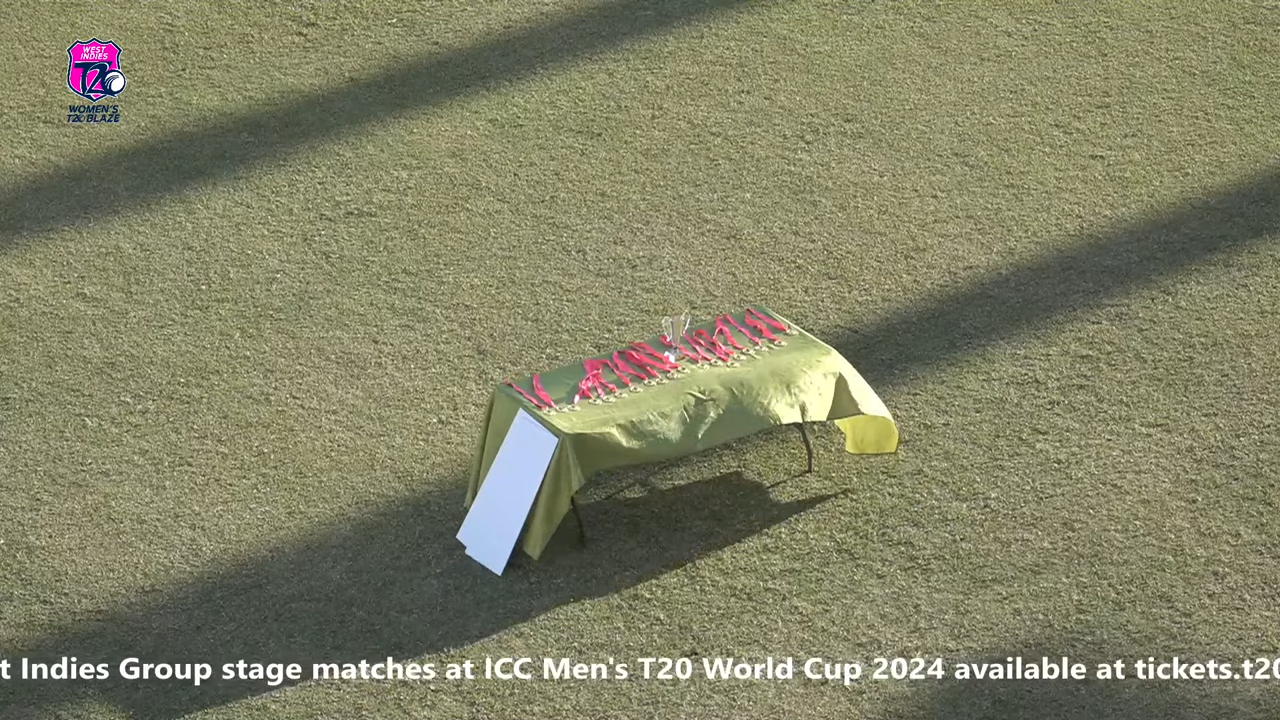 WEST
INDIES
T20
WOMEN'S
T20 BLAZE
t Indies Group stage matches at ICC Men's T20 World Cup 2024 available at tickets.t20